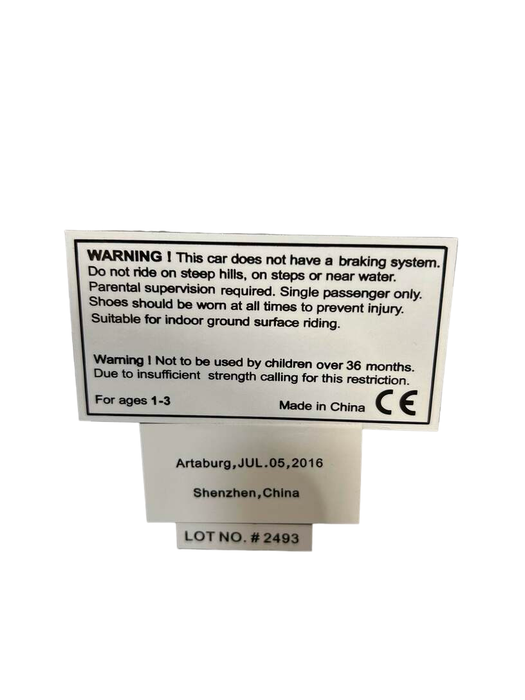 WARNING ! This car does not have a braking system.
Do not ride on steep hills, on steps or near water.
Parental supervision required. Single passenger only.
Shoes should be worn at all times to prevent injury.
Suitable for indoor ground surface riding.
Warning ! Not to be used by children over 36 months.
Due to insufficient strength calling for this restriction.
For ages 1-3
Made in China CE
Artaburg,JUL.05,2016
Shenzhen,China
LOT NO. # 2493